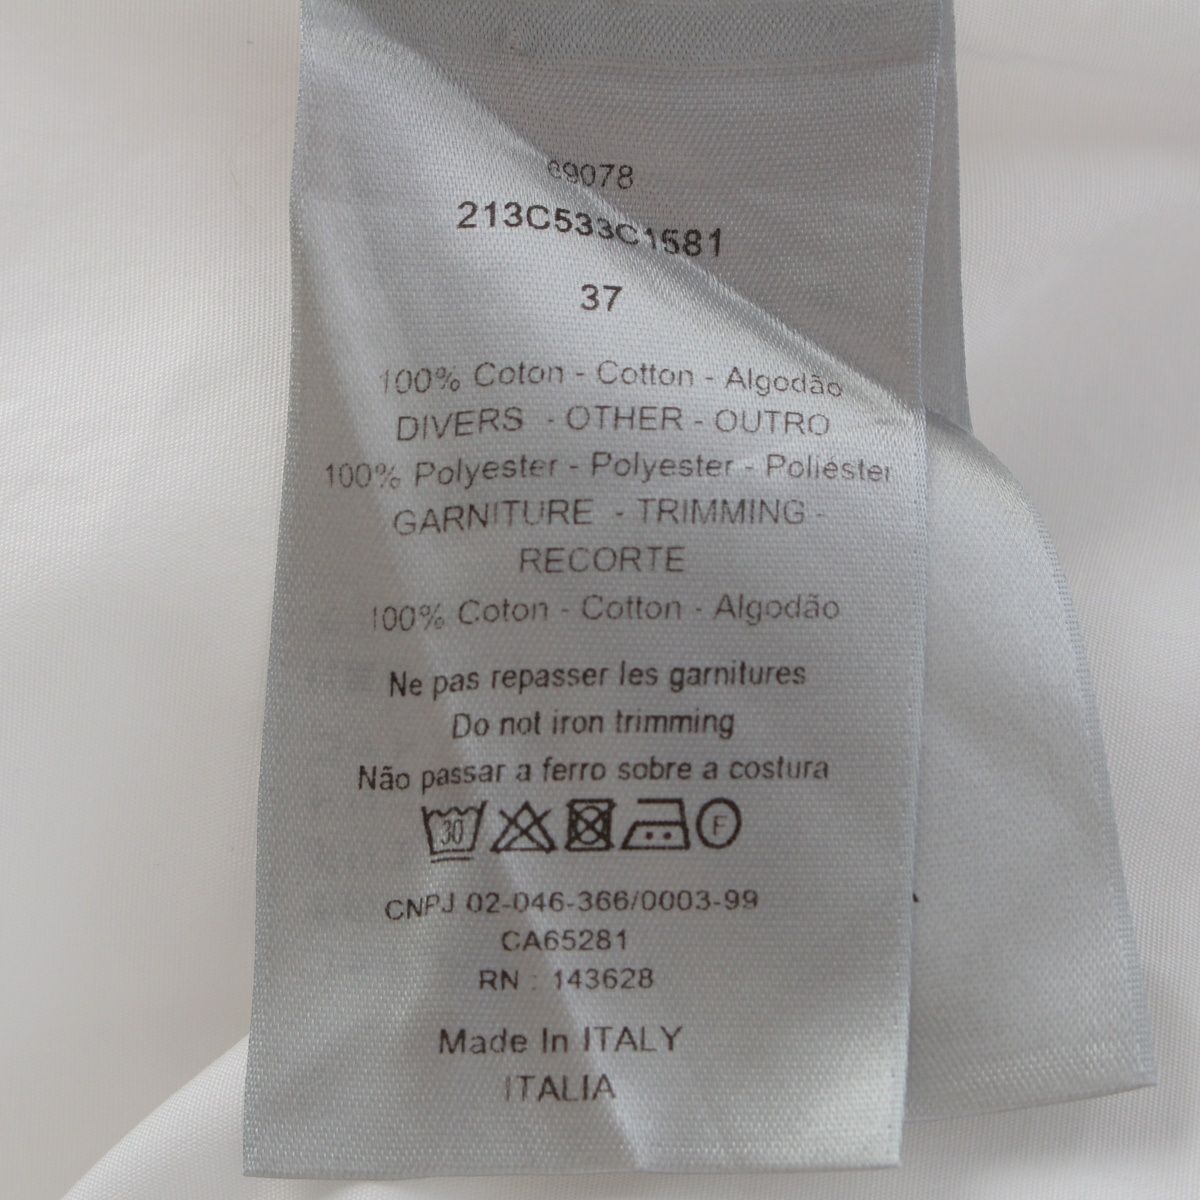 69078
213C533C1581
37
100% Coton - Cotton - Algodão
DIVERS - OTHER - OUTRO
100% Polyester - Polyester - Poliéster
GARNITURE - TRIMMING -
RECORTE
100% Coton - Cotton - Algodão
Ne pas repasser les garnitures
Do not iron trimming
Não passar a ferro sobre a costura
30 F
CNPJ 02-046-366/0003-99
CA65281
RN : 143628
Made In ITALY
ITALIA